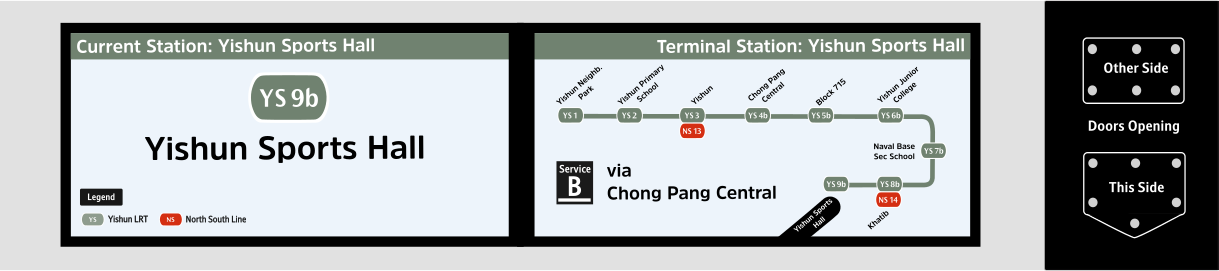 Current Station: Yishun Sports Hall
YS 9b
Yishun Sports Hall
Legend
YS Yishun LRT
NS North South Line
Terminal Station: Yishun Sports Hall
Yishun Neighb.
Park
Yishun Primary
School
Yishun
Chong Pang
Central
Block 715
Yishun Junior
College
YS 1
YS 2
YS 3
YS 4b
YS 5b
YS 6b
NS 13
Naval Base
Sec School
YS 7b
Service
B
via
Chong Pang Central
YS 9b
YS 8b
NS 14
Yishun Sports
Hall
Khatib
Other Side
Doors Opening
This Side